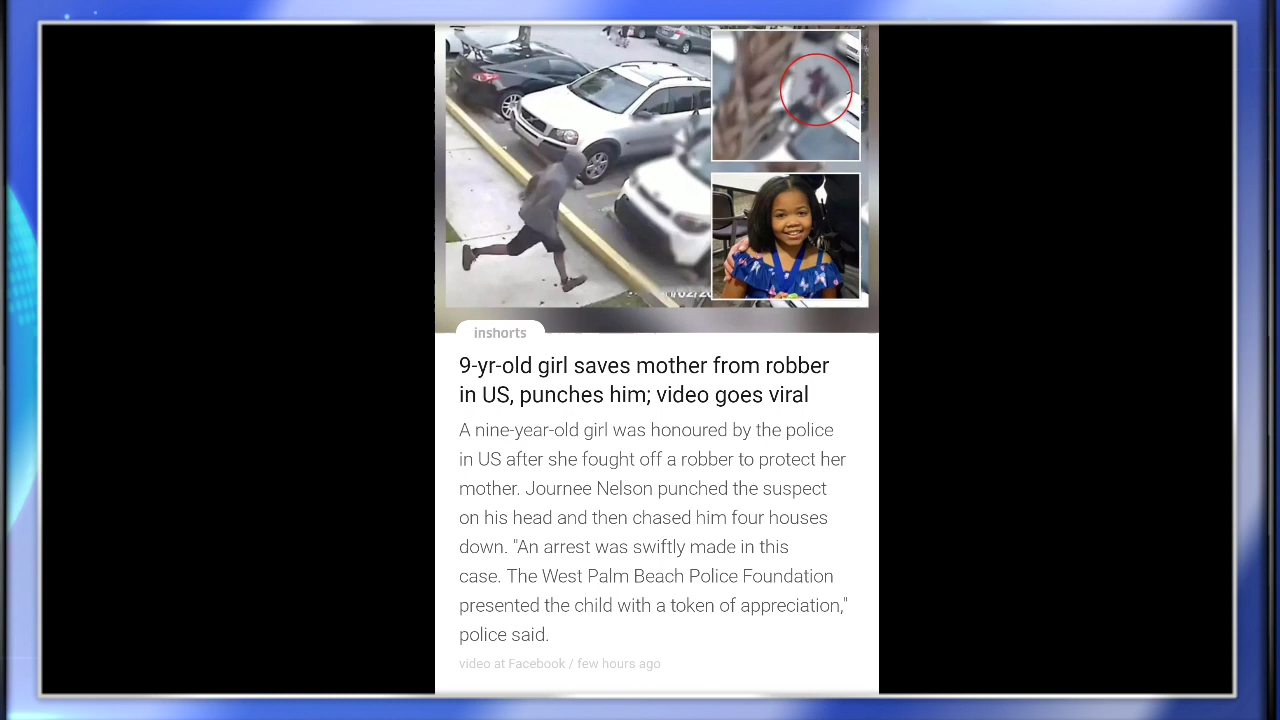 inshorts
9-yr-old girl saves mother from robber
in US, punches him; video goes viral
A nine-year-old girl was honoured by the police
in US after she fought off a robber to protect her
mother. Journee Nelson punched the suspect
on his head and then chased him four houses
down. "An arrest was swiftly made in this
case. The West Palm Beach Police Foundation
presented the child with a token of appreciation,"
police said.
video at Facebook / few hours ago